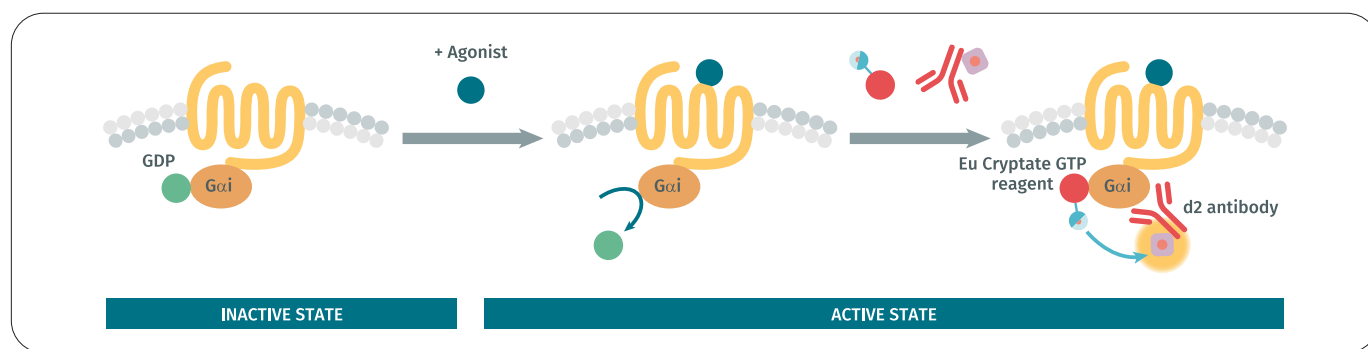 + Agonist
GDP
Gαi
Gαi
Eu Cryptate GTP
reagent
Gαi
d2 antibody
INACTIVE STATE
ACTIVE STATE